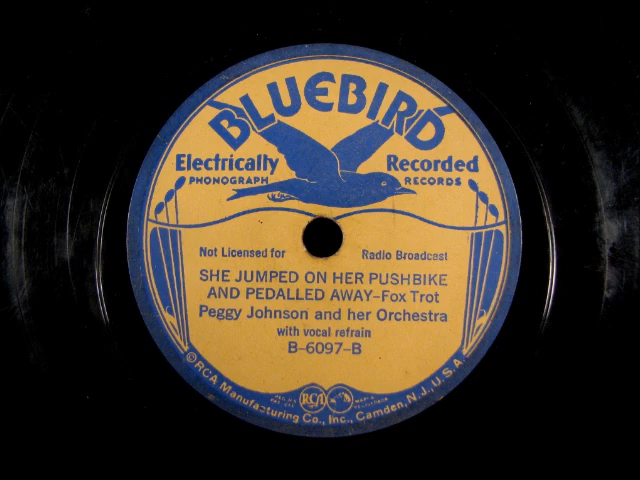 BLUEBIRD
Electrically Recorded
PHONOGRAPH RECORDS
Not Licensed for Radio Broadcast
SHE JUMPED ON HER PUSHBIKE
AND PEDALLED AWAY–Fox Trot
Peggy Johnson and her Orchestra
with vocal refrain
B–6097–B
RCA
©RCA Manufacturing Co., Inc., Camden, N.J., U.S.A.